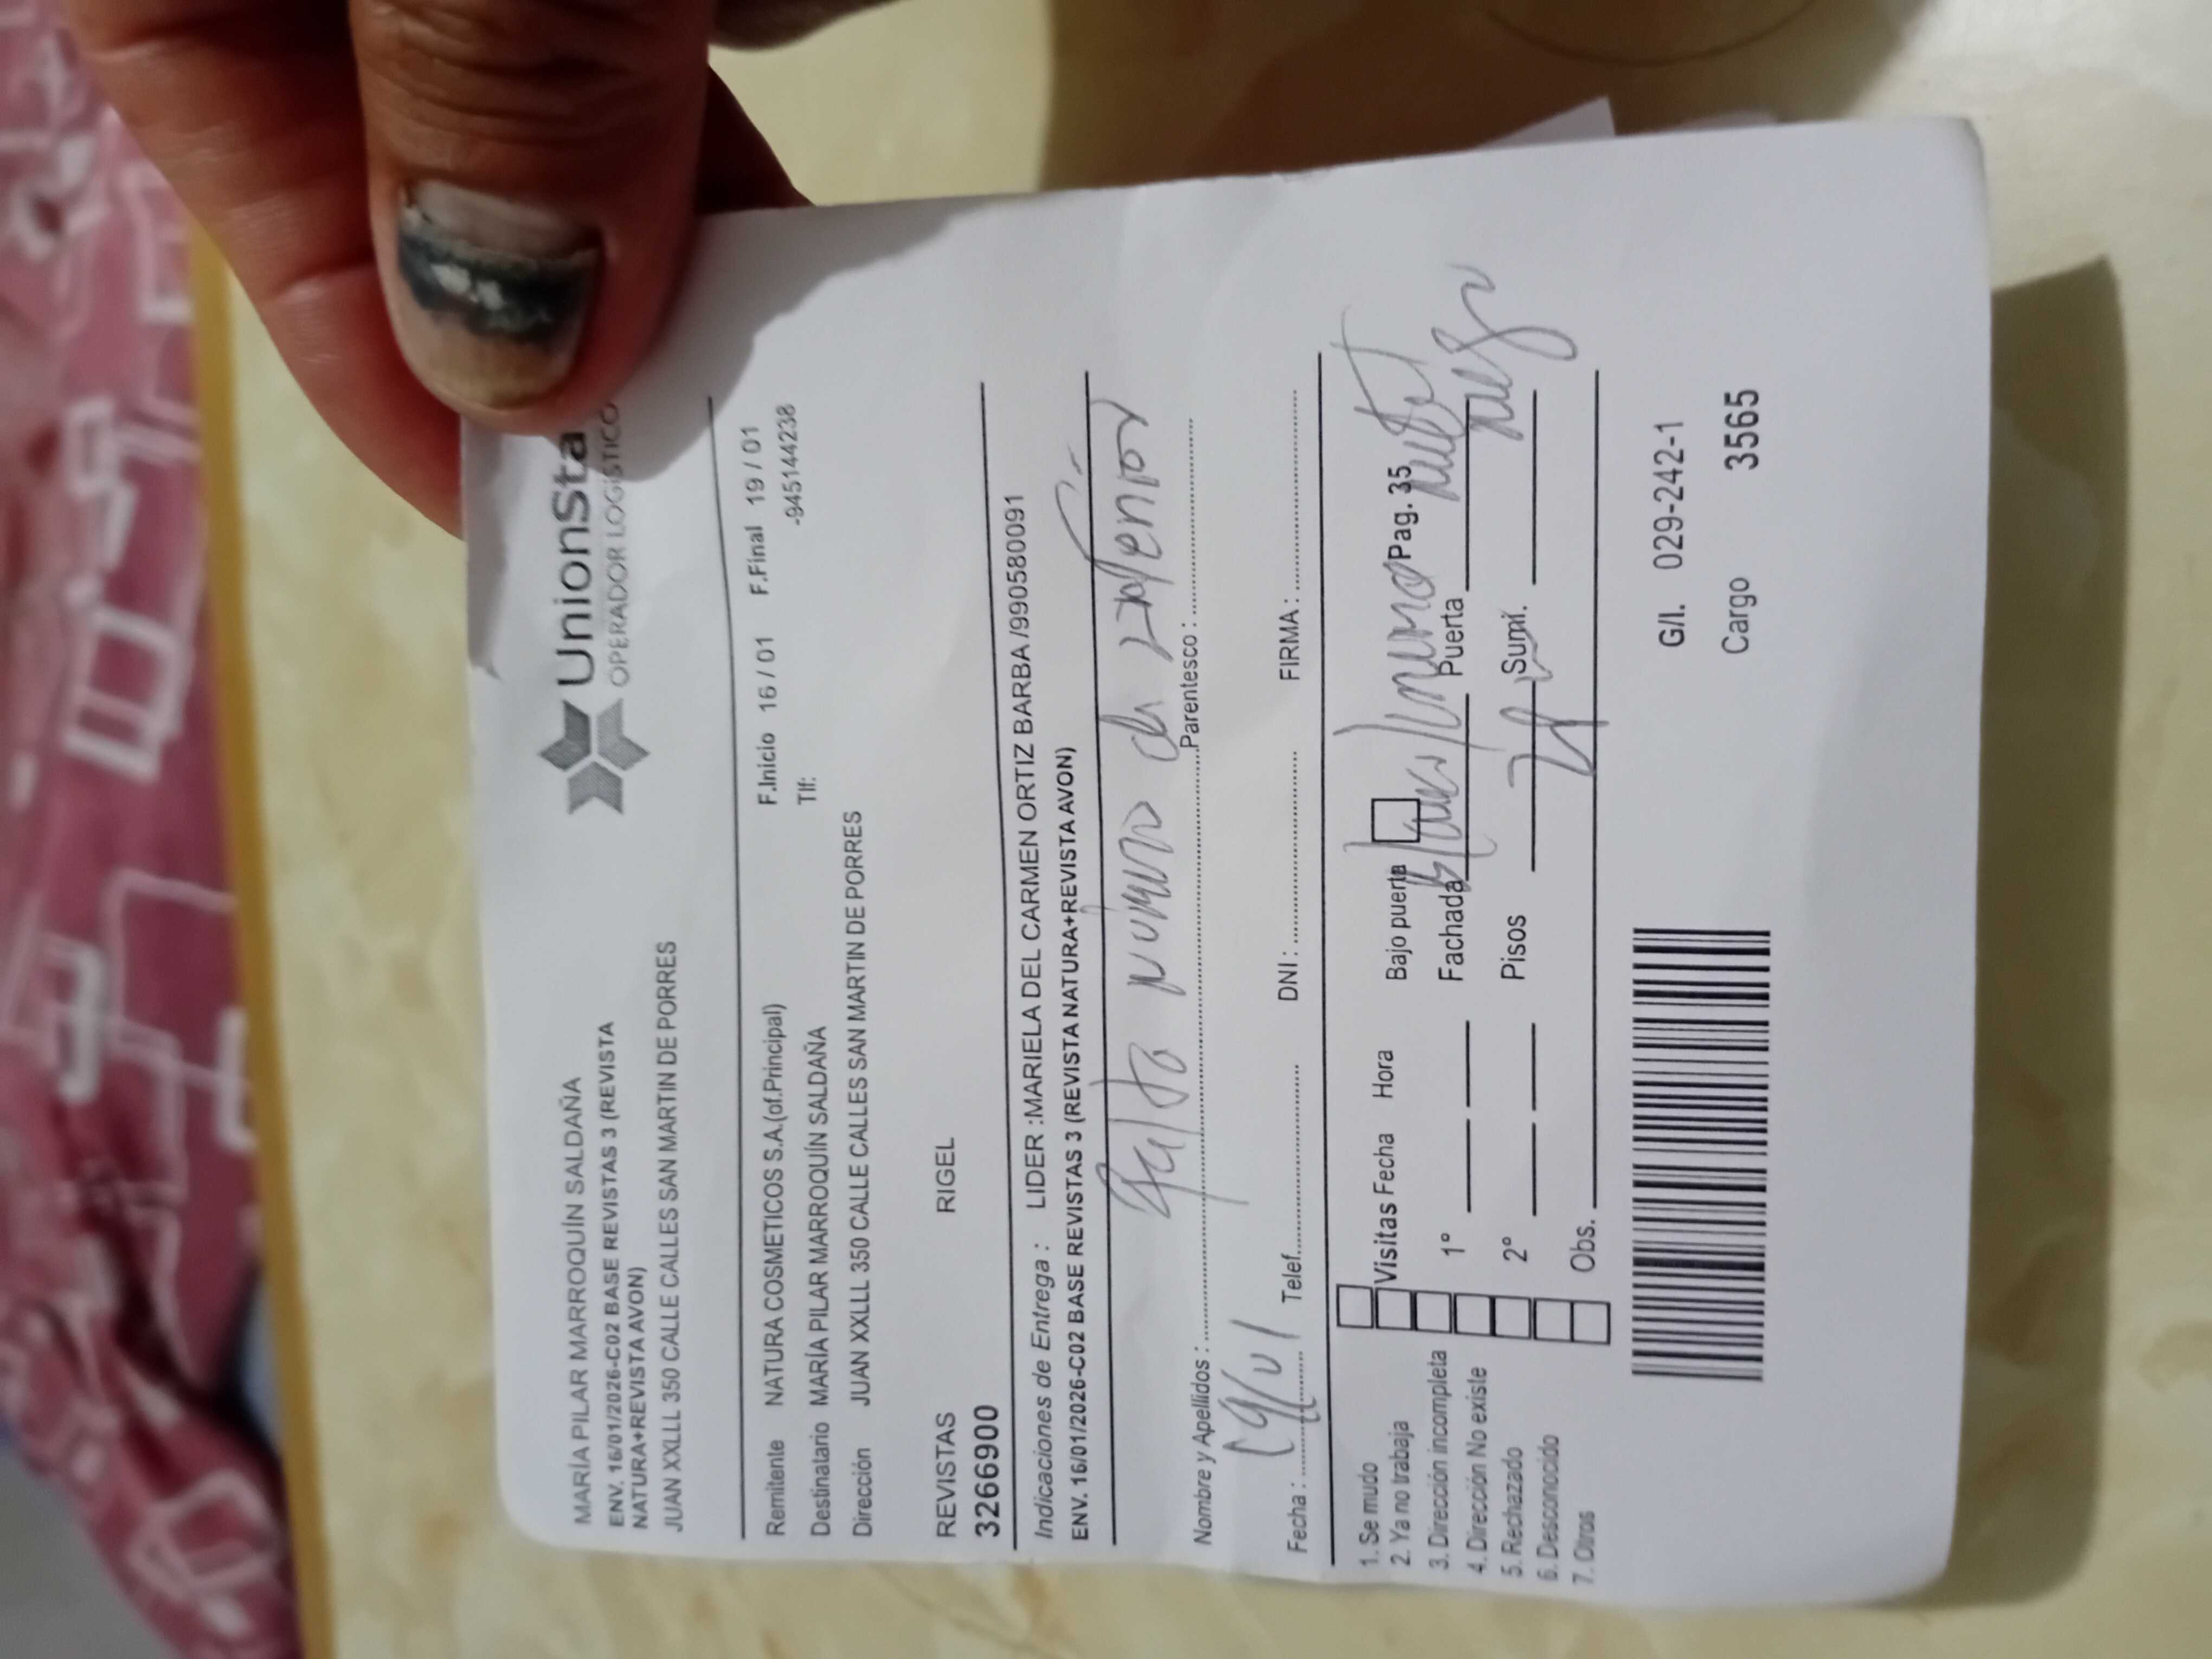 MARÍA PILAR MARROQUÍN SALDAÑA
ENV. 16/01/2026-C02 BASE REVISTAS 3 (REVISTA
NATURA+REVISTA AVON)
JUAN XXLLL 350 CALLE CALLES SAN MARTIN DE PORRES
UnionSta
OPERADOR LOGISTICO
Remitente NATURA COSMETICOS S.A.(of.Principal) F.Inicio 16 / 01 F.Final 19 / 01
Destinatario MARÍA PILAR MARROQUÍN SALDAÑA Tlf: -945144238
Dirección JUAN XXLLL 350 CALLE CALLES SAN MARTIN DE PORRES
REVISTAS RIGEL
3266900
Indicaciones de Entrega : LIDER :MARIELA DEL CARMEN ORTIZ BARBA /990580091
ENV. 16/01/2026-C02 BASE REVISTAS 3 (REVISTA NATURA+REVISTA AVON)
falta número de interior
Nombre y Apellidos : Parentesco :
Fecha : 19/01 Telef. DNI : FIRMA :
1. Se mudo
2. Ya no trabaja
3. Dirección incompleta
4. Dirección No existe
5. Rechazado
6. Desconocido
7. Otros
Visitas Fecha Hora Bajo puerta Pag. 35
1° Fachada Puerta
2° Pisos Sumi.
Obs.
G/I. 029-242-1
Cargo 3565